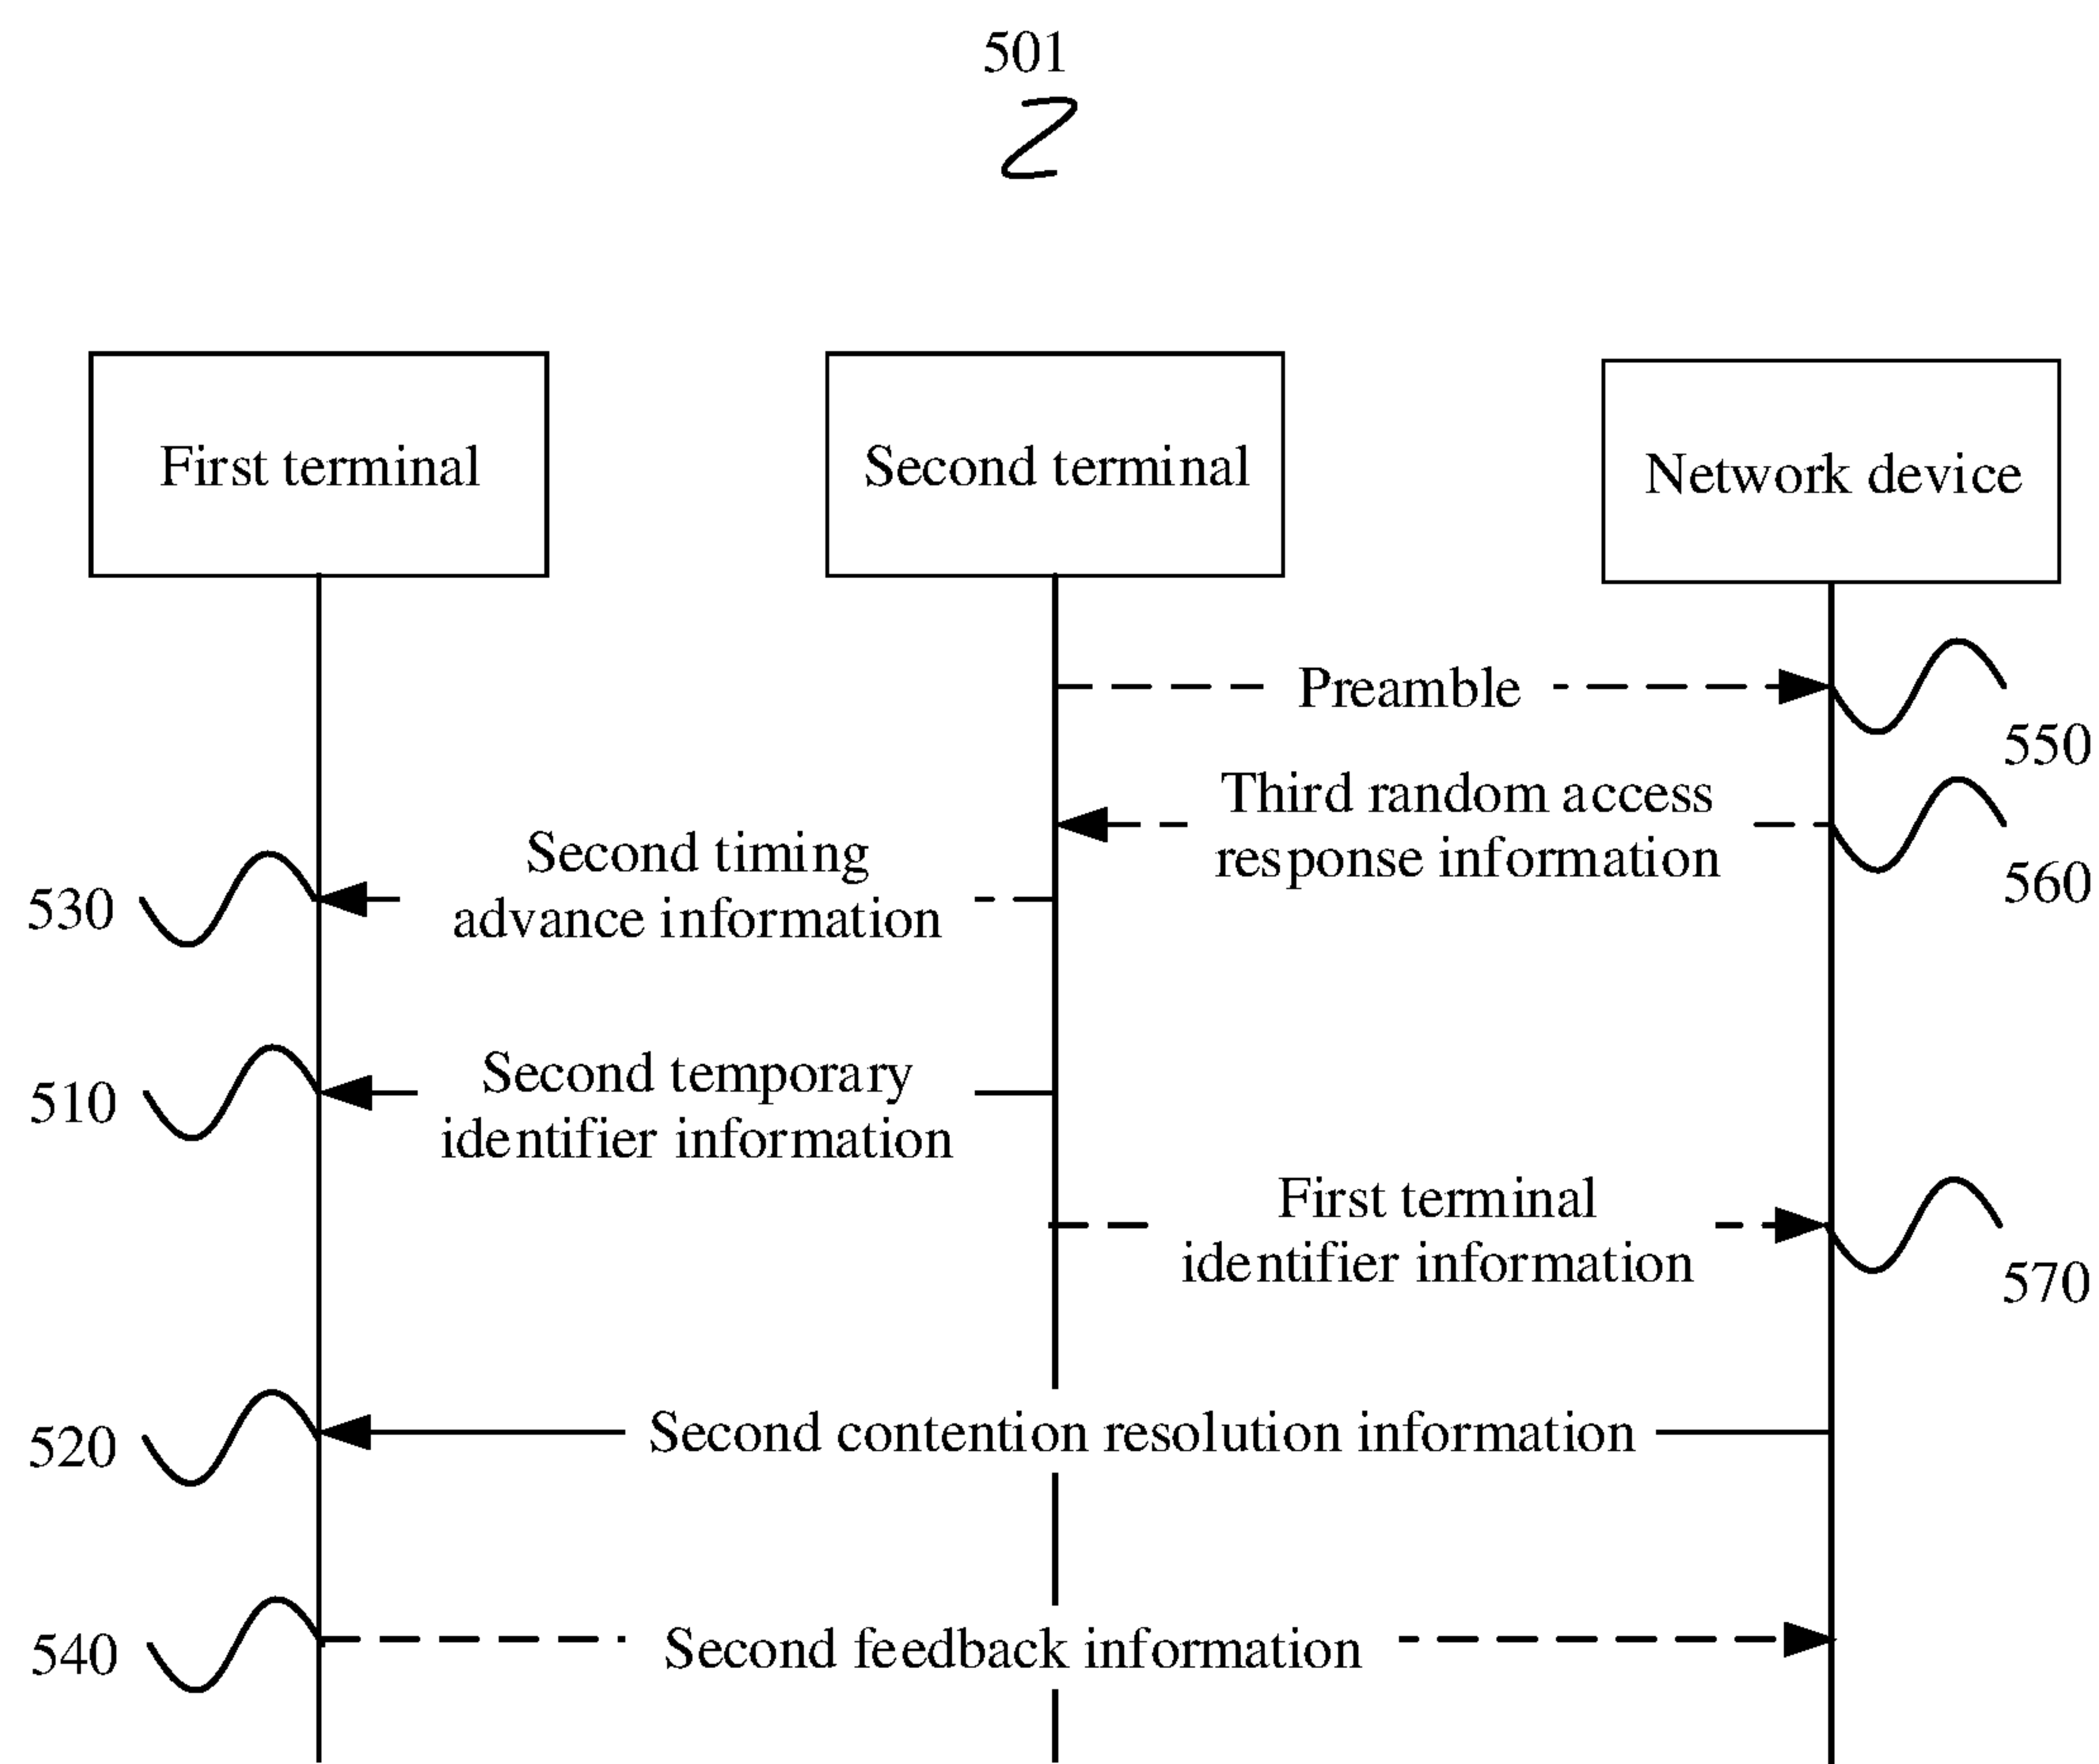 501
First terminal
Second terminal
Network device
Preamble
550
Third random access
response information
560
Second timing
advance information
530
Second temporary
identifier information
510
First terminal
identifier information
570
Second contention resolution information
520
Second feedback information
540